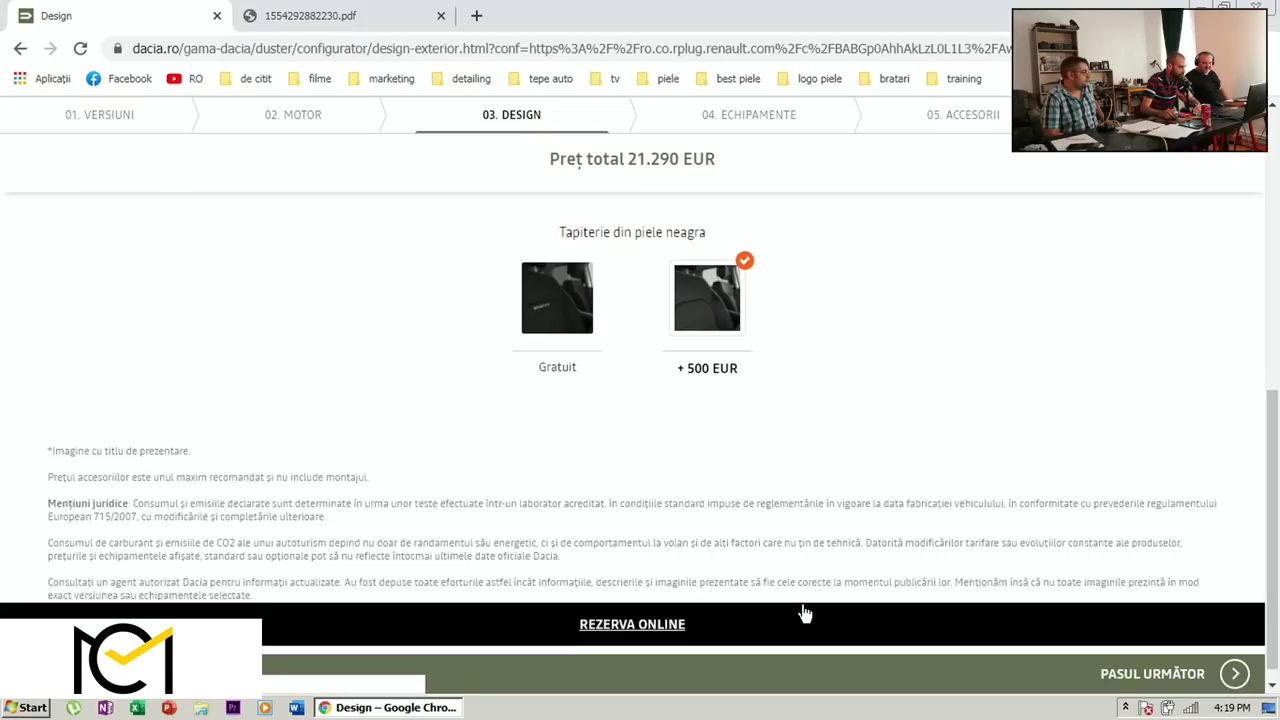 Design
1554292882230.pdf
dacia.ro/gama-dacia/duster/configurator/design-exterior.html?conf=https%3A%2F%2Fro.co.rplug.renault.com%2Fc%2FBABGp0AhhAkLzL0L1L3%2FAw
Aplicații
Facebook
RO
de citit
filme
marketing
detailing
tepe auto
tv
piele
best piele
logo piele
bratari
training
01. VERSIUNI
02. MOTOR
03. DESIGN
04. ECHIPAMENTE
05. ACCESORII
Preț total 21.290 EUR
Tapiterie din piele neagra
Gratuit
+ 500 EUR
*Imagine cu titlu de prezentare.
Prețul accesoriilor este unul maxim recomandat și nu include montajul.
Mențiuni juridice: Consumul și emisiile declarate sunt determinate în urma unor teste efectuate într-un laborator acreditat, în condițiile standard impuse de reglementările în vigoare la data fabricației vehiculului, în conformitate cu prevederile regulamentului
European 715/2007, cu modificările și completările ulterioare.
Consumul de carburant și emisiile de CO2 ale unui autoturism depind nu doar de randamentul său energetic, ci și de comportamentul la volan și de alți factori care nu țin de tehnică. Datorită modificărilor tarifare sau evoluțiilor constante ale produselor,
prețurile și echipamentele afișate, standard sau opționale pot să nu reflecte întocmai ultimele date oficiale Dacia.
Consultați un agent autorizat Dacia pentru informații actualizate. Au fost depuse toate eforturile astfel încât informațiile, descrierile și imaginile prezentate să fie cele corecte la momentul publicării lor. Menționăm însă că nu toate imaginile prezintă în mod
exact versiunea sau echipamentele selectate.
REZERVA ONLINE
PASUL URMĂTOR
Start
Design – Google Chro...
4:19 PM